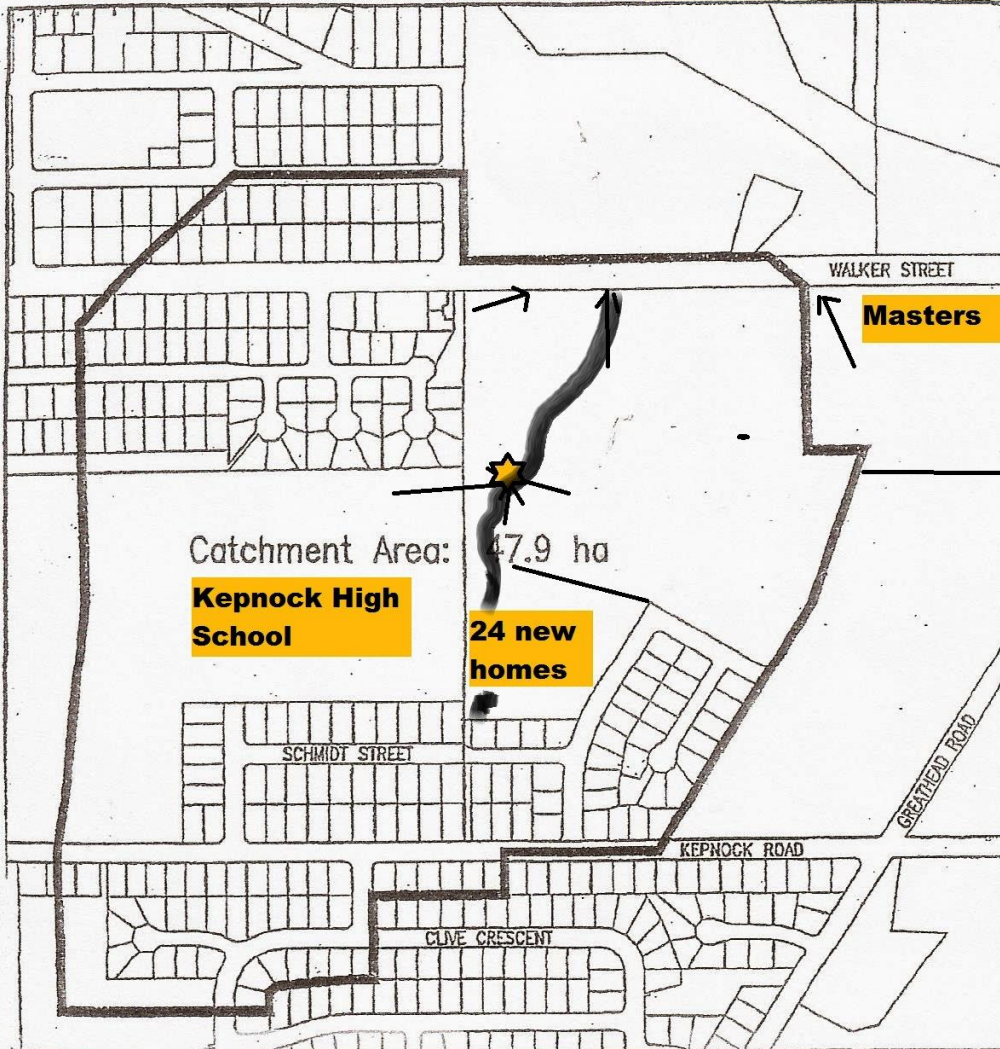 WALKER STREET
Masters
Catchment Area: 47.9 ha
Kepnock High
School
24 new
homes
SCHMIDT STREET
GREATHEAD ROAD
KEPNOCK ROAD
CLIVE CRESCENT